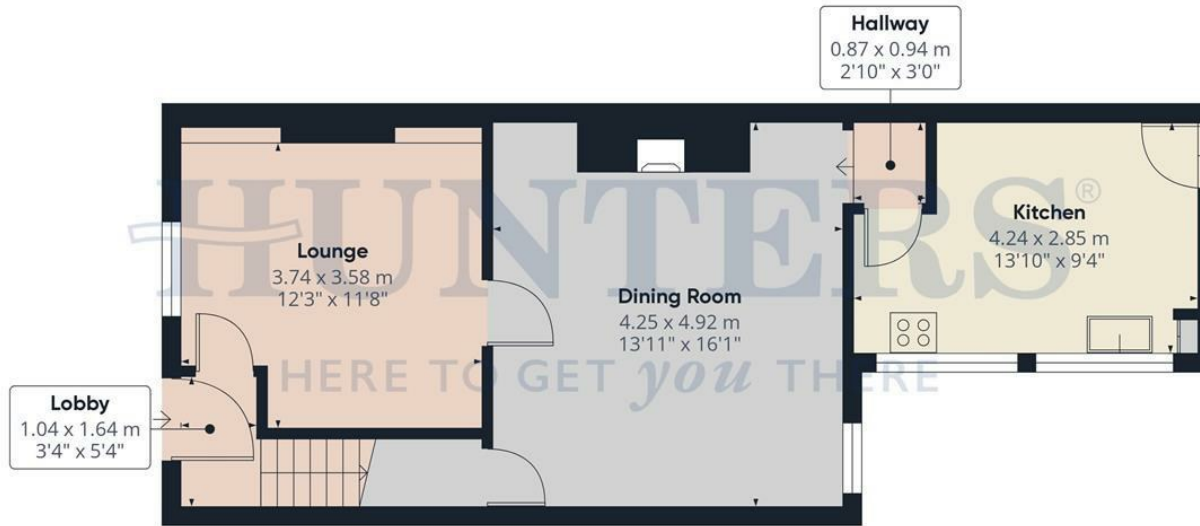 Hallway
0.87 x 0.94 m
2'10" x 3'0"
HUNTERS®
HERE TO GET you THERE
Lounge
3.74 x 3.58 m
12'3" x 11'8"
Dining Room
4.25 x 4.92 m
13'11" x 16'1"
Kitchen
4.24 x 2.85 m
13'10" x 9'4"
Lobby
1.04 x 1.64 m
3'4" x 5'4"